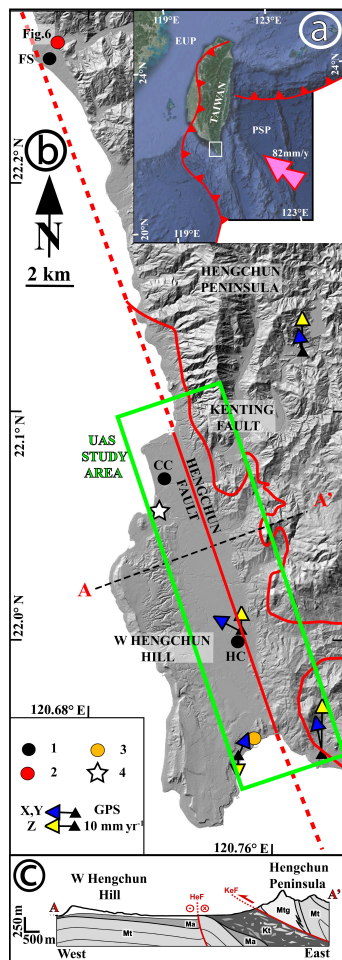 119°E
123°E
ⓐ
EUP
24°N
24°N
TAIWAN
PSP
82mm/y
20°N
119°E
123°E
Fig.6
FS
22.2°N
ⓑ
N
2 km
HENGCHUN
PENINSULA
22.1°N
KENTING
FAULT
UAS
STUDY
AREA
CC
HENGCHUN
FAULT
A'
A
22.0°N
W HENGCHUN
HILL
HC
120.68°E
1
3
2
4
X,Y
GPS
Z
10 mm yr⁻¹
120.76°E
ⓒ
W Hengchun
Hill
Hengchun
Peninsula
A
HeF
KeF
A'
250 m
500 m
Mt
Ma
Ma
Kt
Mtg
Mt
West
East